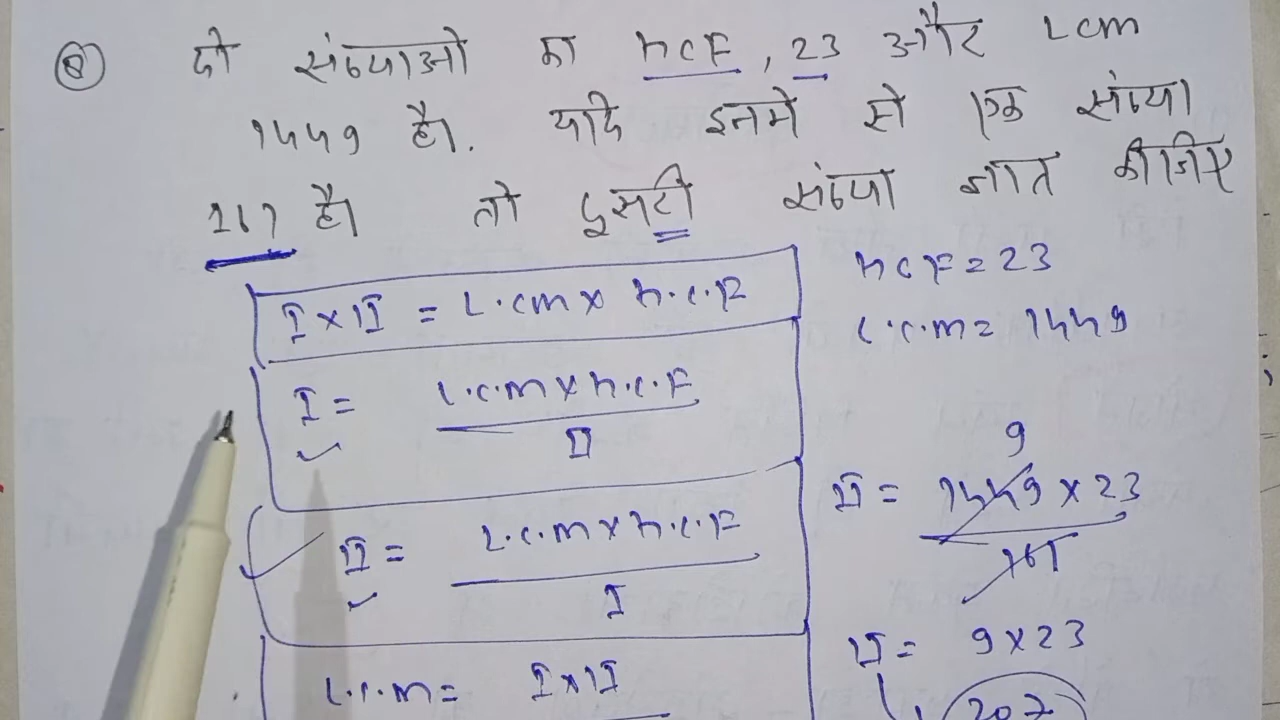 (8) दो संख्याओ का HCF, 23 और LCM
1449 है। यदि इनमे से एक संख्या
161 है। तो दूसरी संख्या ज्ञात कीजिए
I × II = L.CM × H.C.F
I = L.C.M × H.C.F / II
II = L.C.M × H.C.F / I
L.C.M = I × II
HCF = 23
L.C.M = 1449
9
II = 1449 × 23 / 161
II = 9 × 23
207